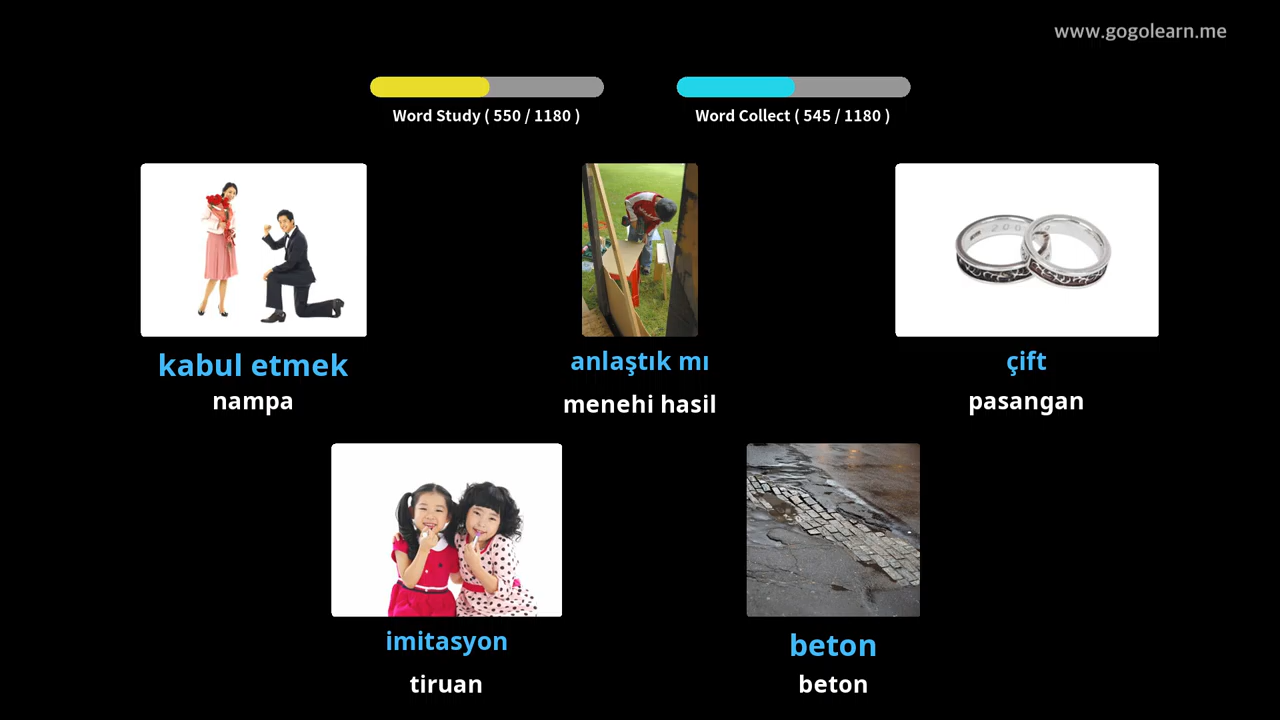 www.gogolearn.me
Word Study ( 550 / 1180 )
Word Collect ( 545 / 1180 )
kabul etmek
nampa
anlaştık mı
menehi hasil
çift
pasangan
imitasyon
tiruan
beton
beton